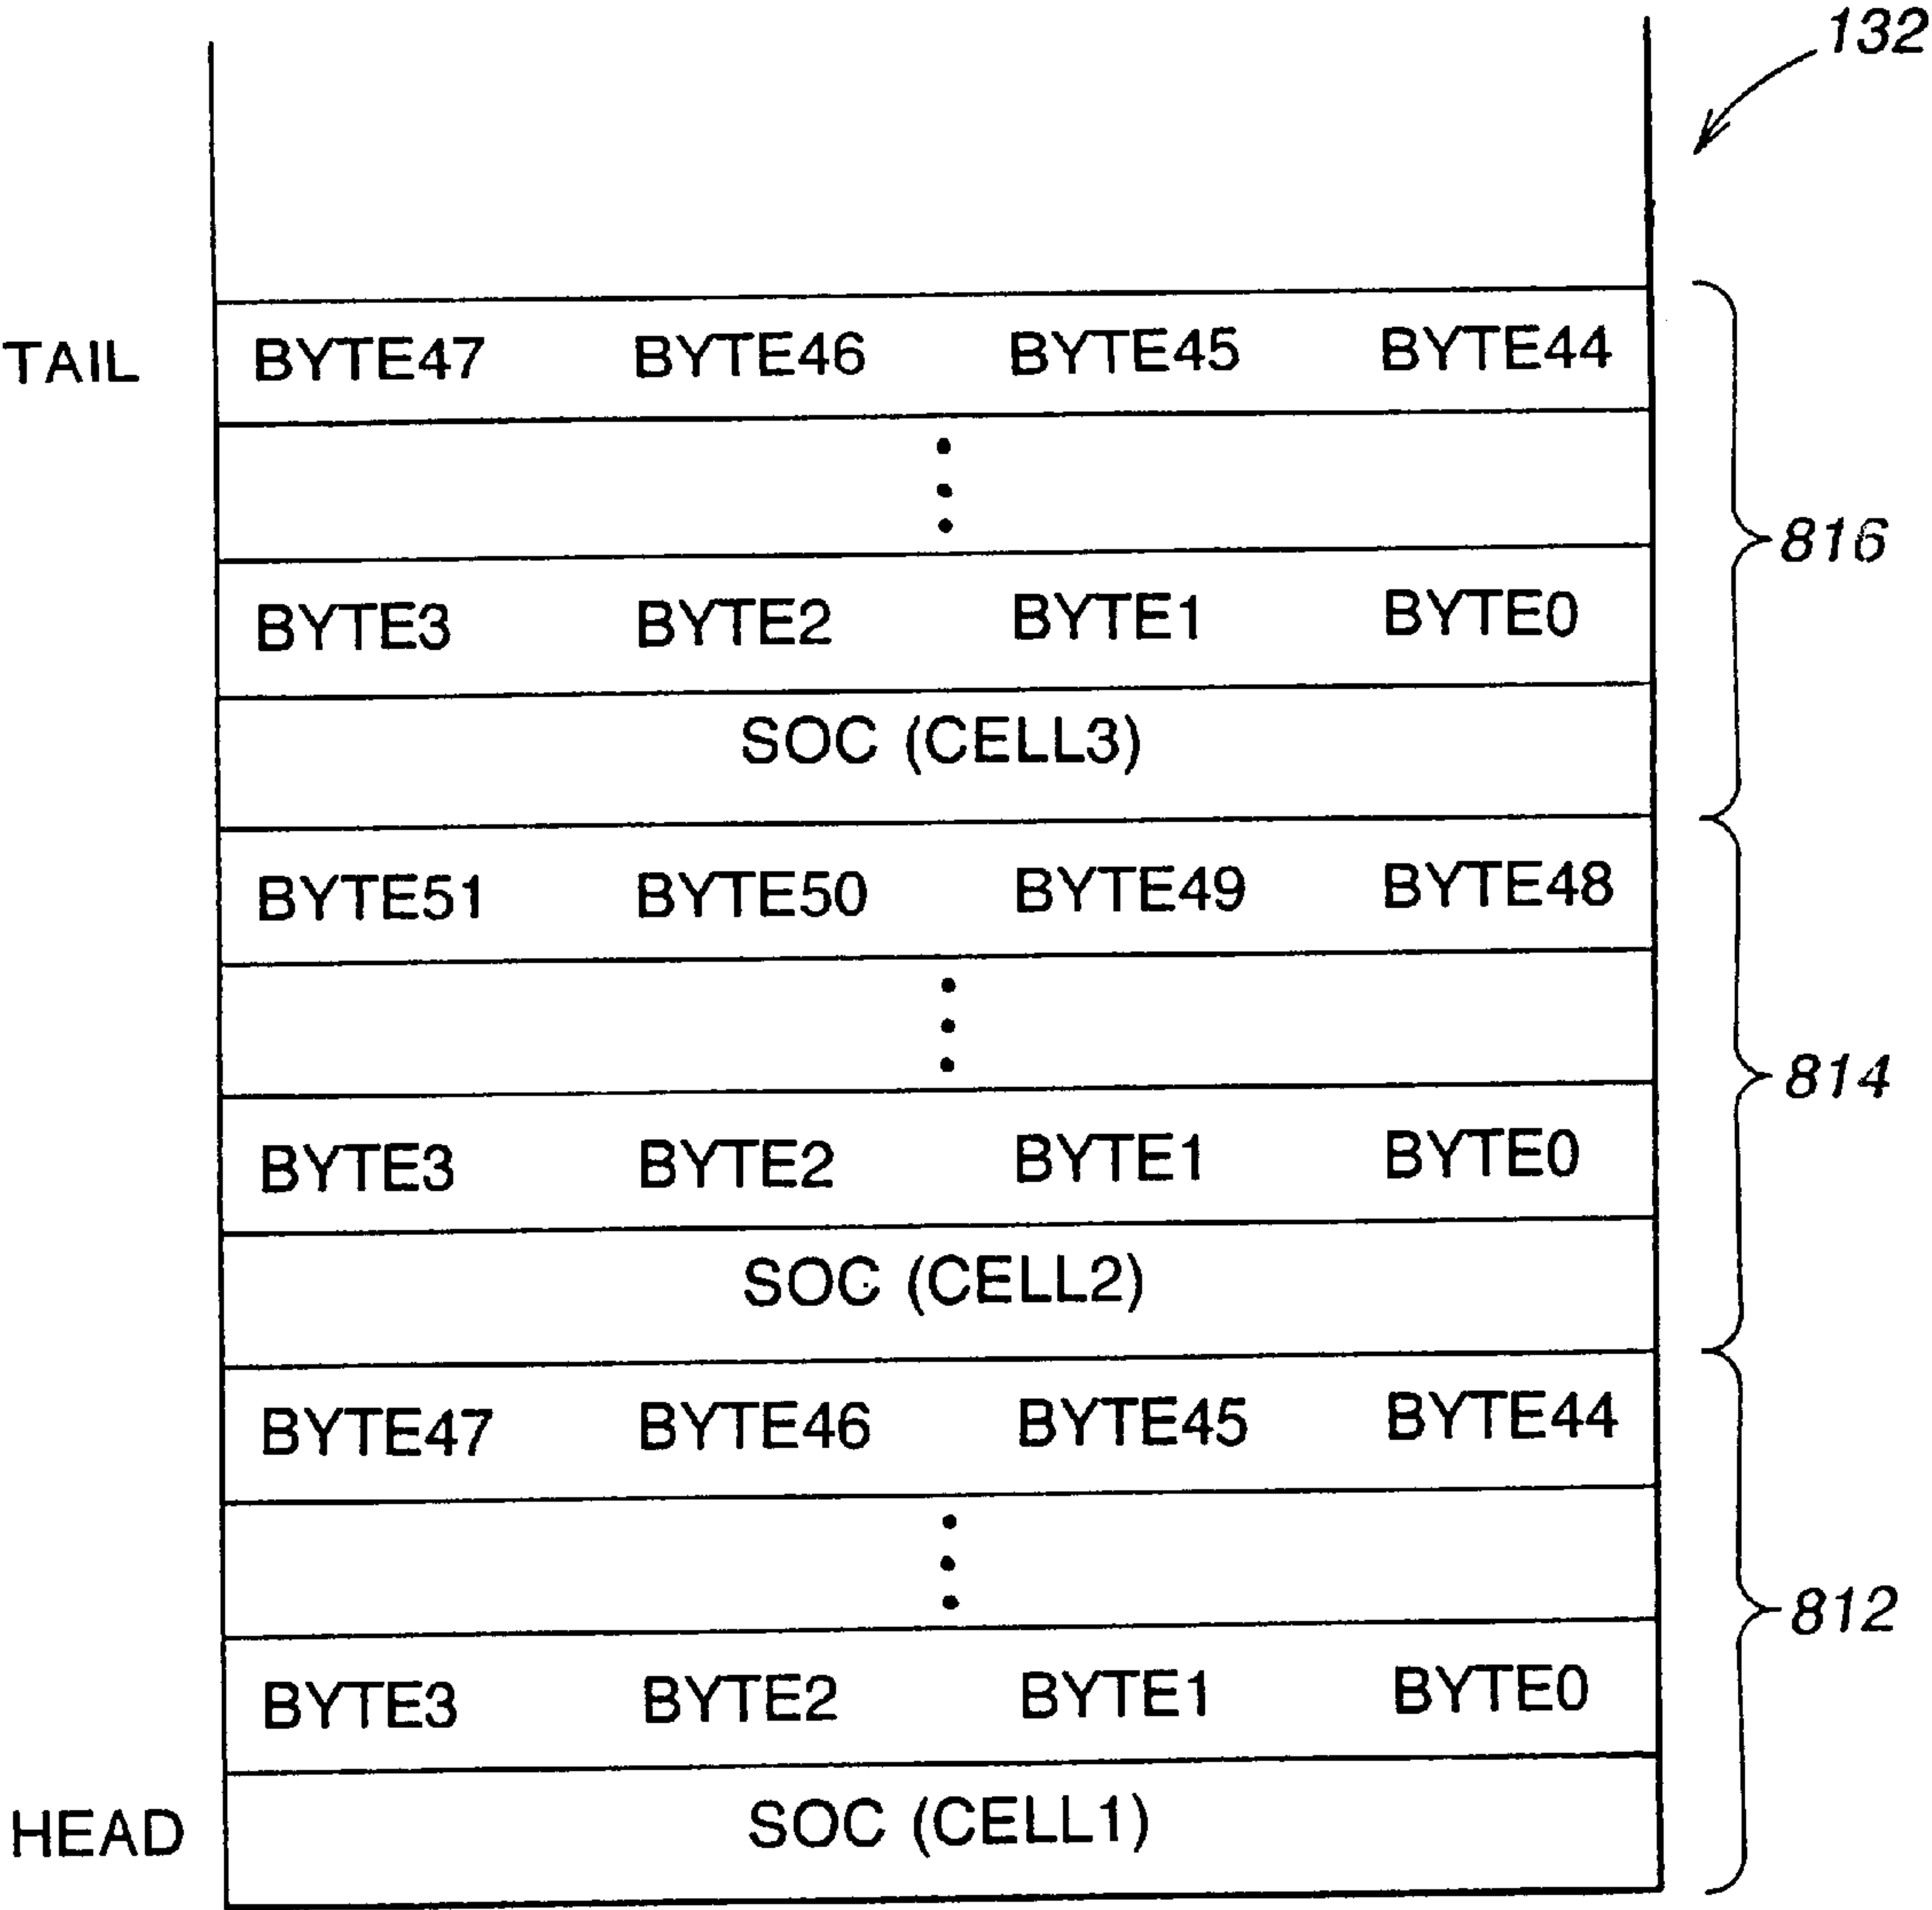 132
TAIL BYTE47 BYTE46 BYTE45 BYTE44
816
BYTE3 BYTE2 BYTE1 BYTE0
SOC (CELL3)
BYTE51 BYTE50 BYTE49 BYTE48
814
BYTE3 BYTE2 BYTE1 BYTE0
SOC (CELL2)
BYTE47 BYTE46 BYTE45 BYTE44
812
BYTE3 BYTE2 BYTE1 BYTE0
HEAD SOC (CELL1)